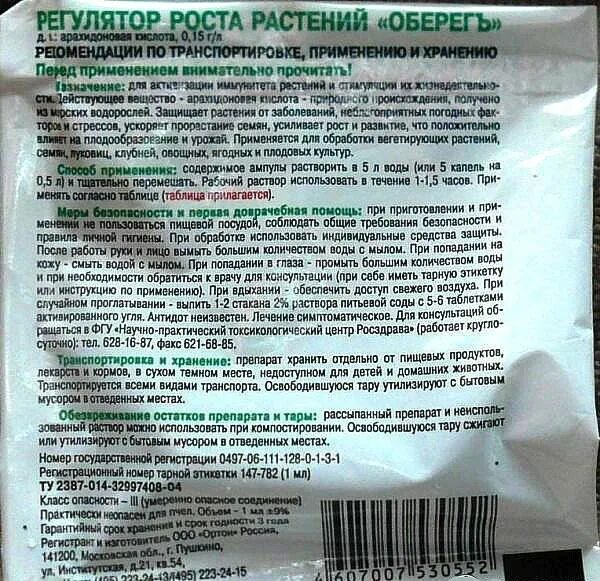 РЕГУЛЯТОР РОСТА РАСТЕНИЙ «ОБЕРЕГЪ»
д. в.: арахидоновая кислота, 0,15 г/л
РЕКОМЕНДАЦИИ ПО ТРАНСПОРТИРОВКЕ, ПРИМЕНЕНИЮ И ХРАНЕНИЮ
Перед применением внимательно прочитать!
Назначение: для активизации иммунитета растений и стимуляции их жизнедеятельно-
сти. Действующее вещество - арахидоновая кислота - природного происхождения, получено
из морских водорослей. Защищает растения от заболеваний, неблагоприятных погодных фак-
торов и стрессов, ускоряет прорастание семян, усиливает рост и развитие, что положительно
влияет на плодообразование и урожай. Применяется для обработки вегетирующих растений,
семян, луковиц, клубней, овощных, ягодных и плодовых культур.
Способ применения: содержимое ампулы растворить в 5 л воды (или 5 капель на
0,5 л) и тщательно перемешать. Рабочий раствор использовать в течение 1-1,5 часов. При-
менять согласно таблице (таблица прилагается).
Меры безопасности и первая доврачебная помощь: при приготовлении и при-
менении не пользоваться пищевой посудой, соблюдать общие требования безопасности и
правила личной гигиены. При обработке использовать индивидуальные средства защиты.
После работы руки и лицо вымыть большим количеством воды с мылом. При попадании на
кожу - смыть водой с мылом. При попадании в глаза - промыть большим количеством воды
и при необходимости обратиться к врачу для консультации (при себе иметь тарную этикетку
или инструкцию по применению). При вдыхании - обеспечить доступ свежего воздуха. При
случайном проглатывании - выпить 1-2 стакана 2% раствора питьевой соды с 5-6 таблетками
активированного угля. Антидот неизвестен. Лечение симптоматическое. Для консультаций об-
ращаться в ФГУ «Научно-практический токсикологический центр Росздрава» (работает кругло-
суточно): тел. 628-16-87, факс 621-68-85.
Транспортировка и хранение: препарат хранить отдельно от пищевых продуктов,
лекарств и кормов, в сухом темном месте, недоступном для детей и домашних животных.
Транспортируется всеми видами транспорта. Освободившуюся тару утилизируют с бытовым
мусором в отведенных местах.
Обезвреживание остатков препарата и тары: рассыпанный препарат и неисполь-
зованный раствор можно использовать при компостировании. Освободившуюся тару сжигают
или утилизируют с бытовым мусором в отведенных местах.
Номер государственной регистрации 0497-06-111-128-0-1-3-1
Регистрационный номер тарной этикетки 147-782 (1 мл)
ТУ 2387-014-32997408-04
Класс опасности – III (умеренно опасное соединение)
Практически неопасен для пчел. Объем - 1 мл ±9%
Гарантийный срок хранения и срок годности 3 года
Регистрант и изготовитель ООО «Ортон» Россия,
141200, Московская обл., г. Пушкино,
ул. Институтская, д.21, кв.54,
223-24-13(495) 223-24-15
4 607007 530552